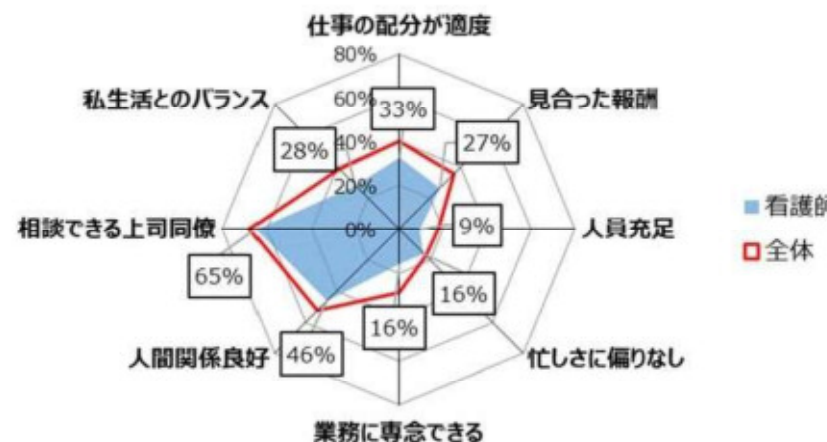 仕事の配分が適度
80%
60%
40%
20%
0%
33%
見合った報酬
27%
人員充足
9%
忙しさに偏りなし
16%
業務に専念できる
16%
人間関係良好
46%
相談できる上司同僚
65%
私生活とのバランス
28%
看護師
全体